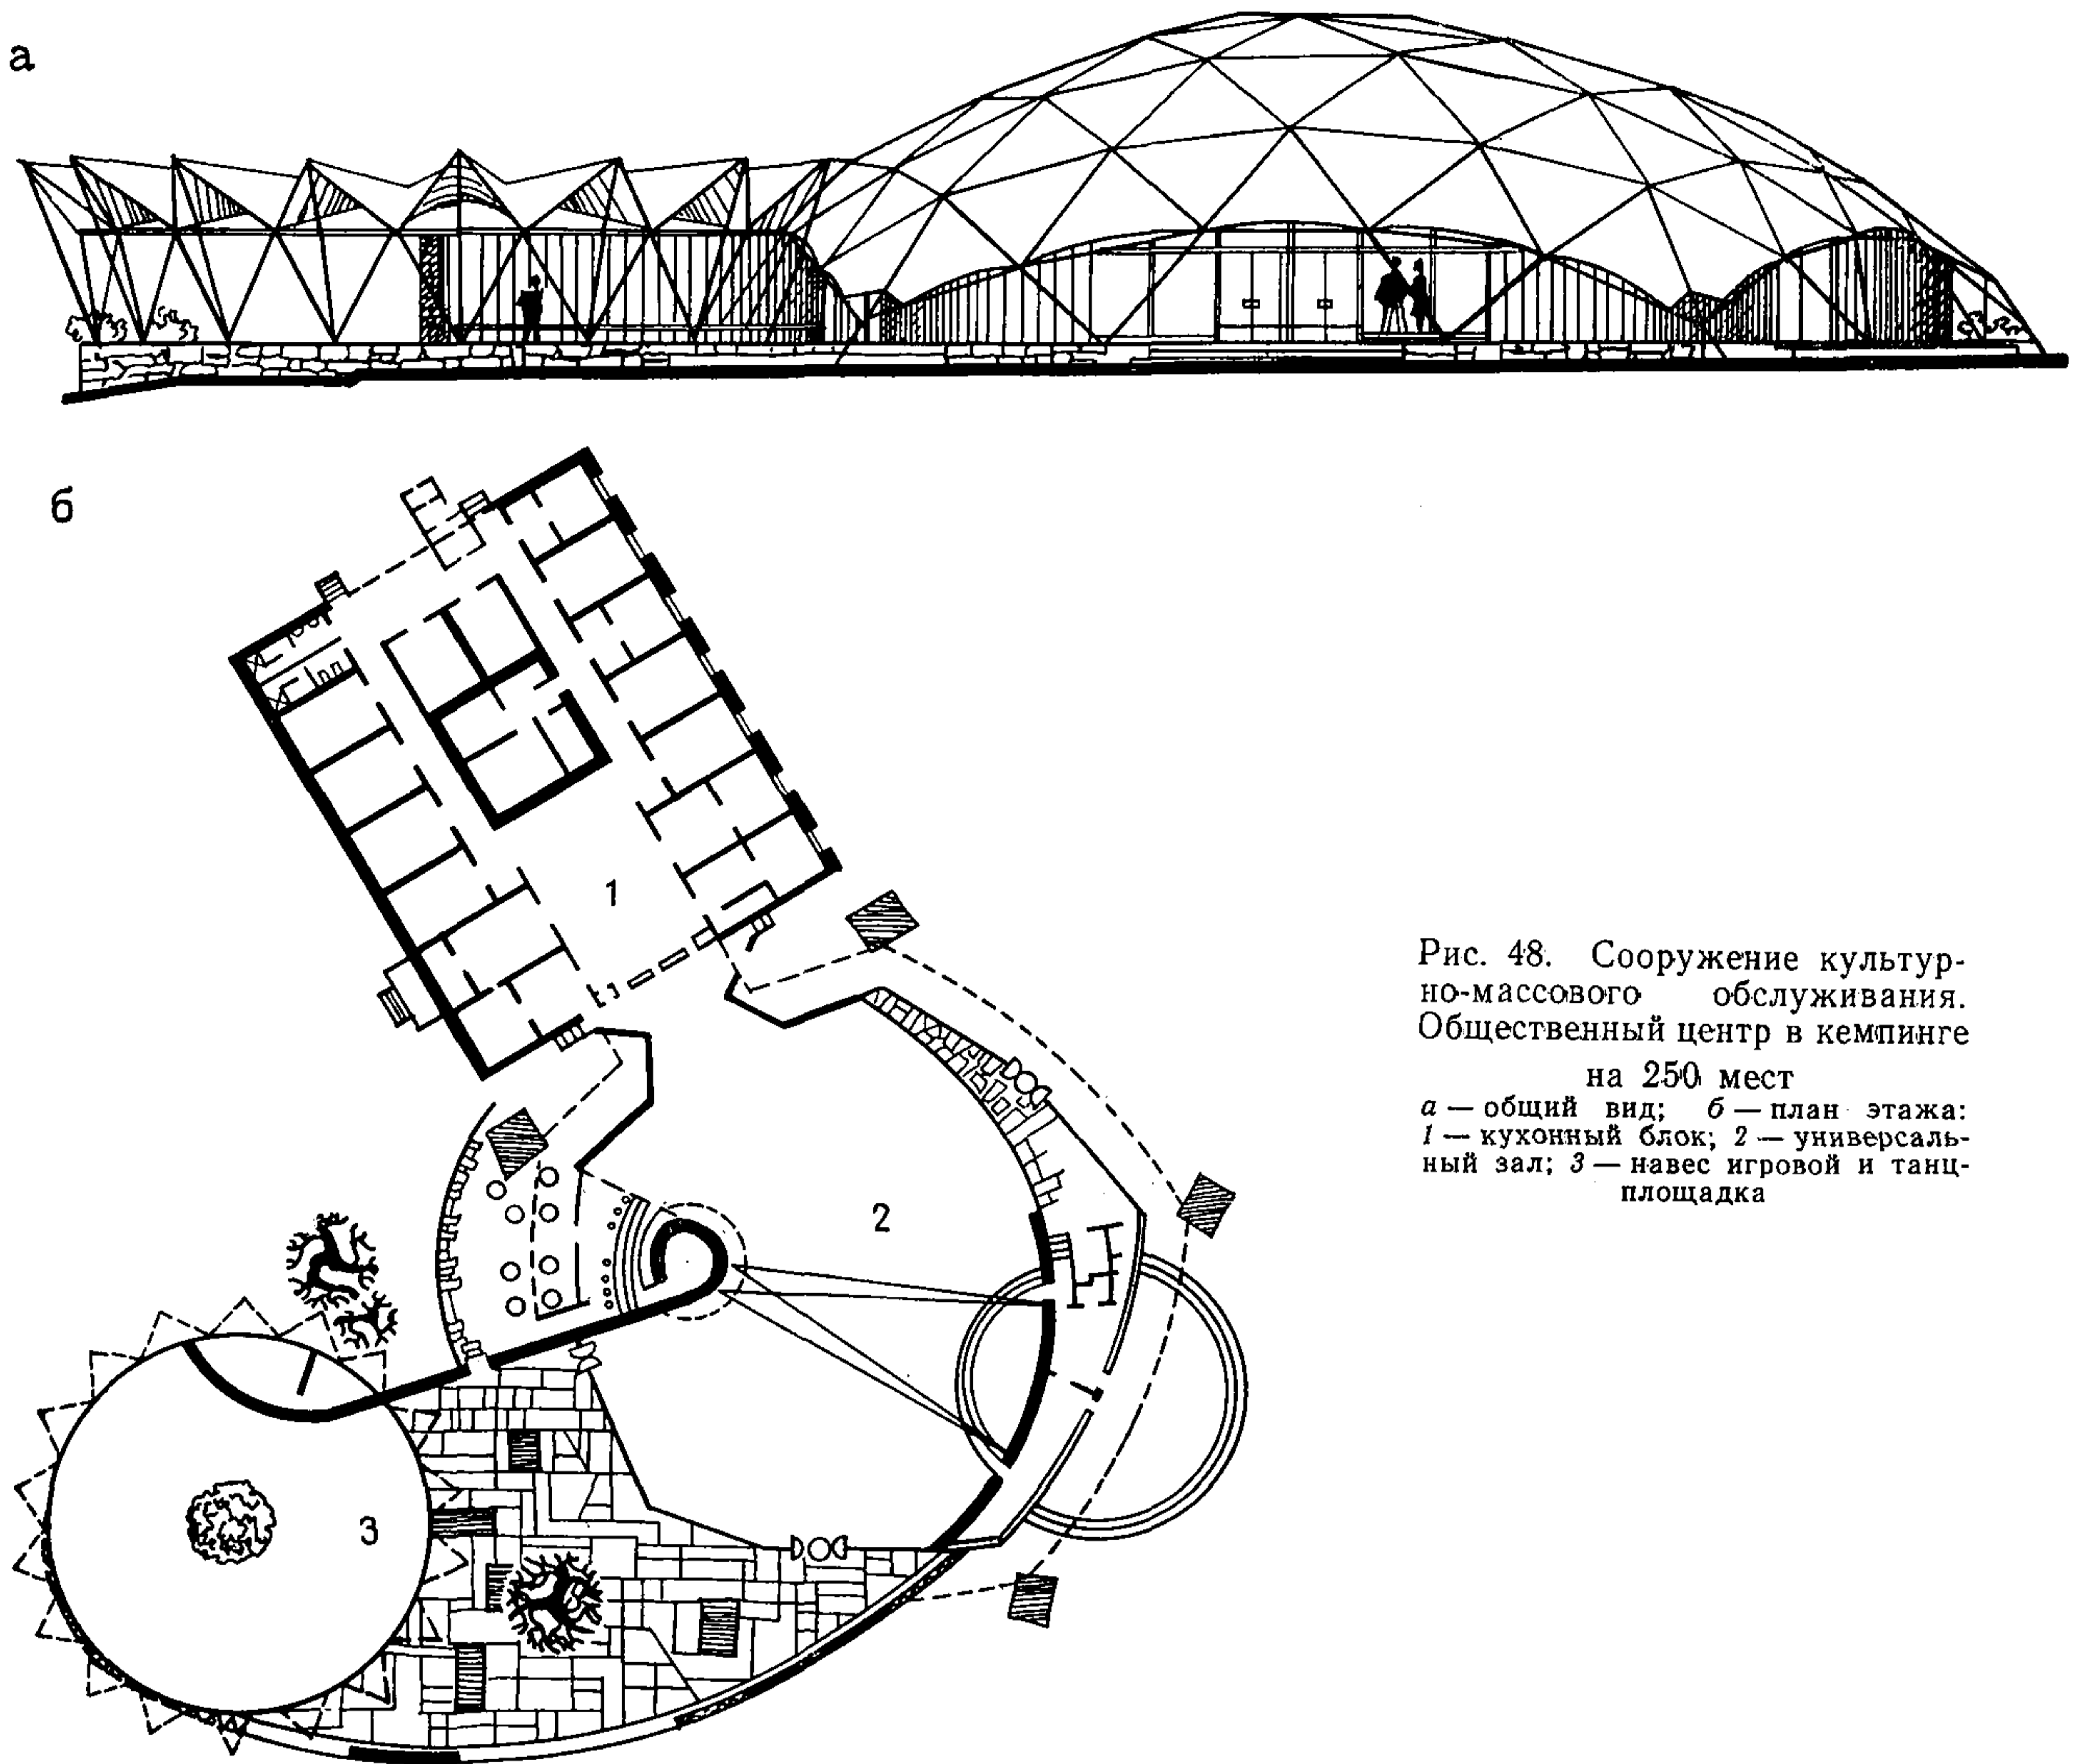 а
б
1
2
3
Рис. 48. Сооружение культур-
но-массового обслуживания.
Общественный центр в кемпинге
на 250 мест
а — общий вид; б — план этажа:
1 — кухонный блок; 2 — универсаль-
ный зал; 3 — навес игровой и танц-
площадка